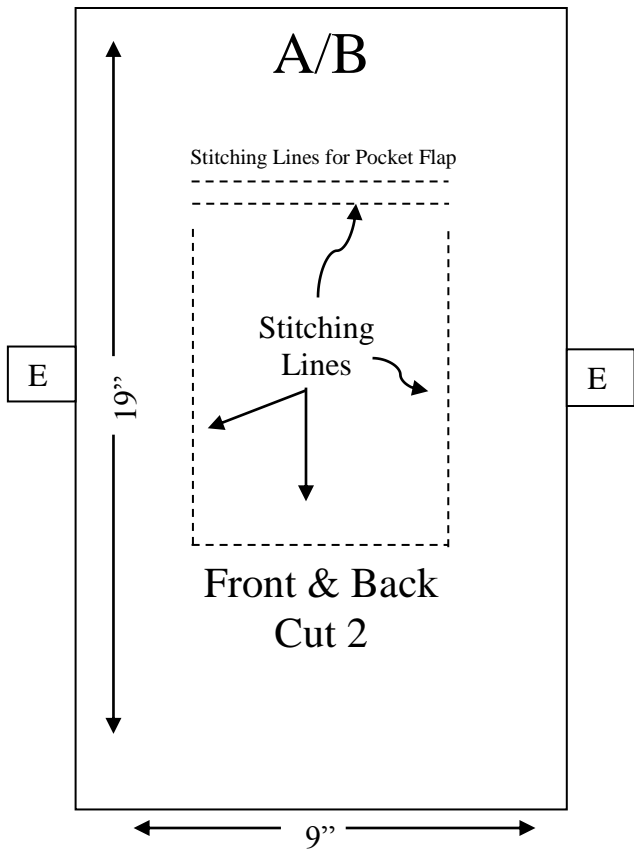 A/B
Stitching Lines for Pocket Flap
Stitching
Lines
E
E
19”
Front & Back
Cut 2
9”